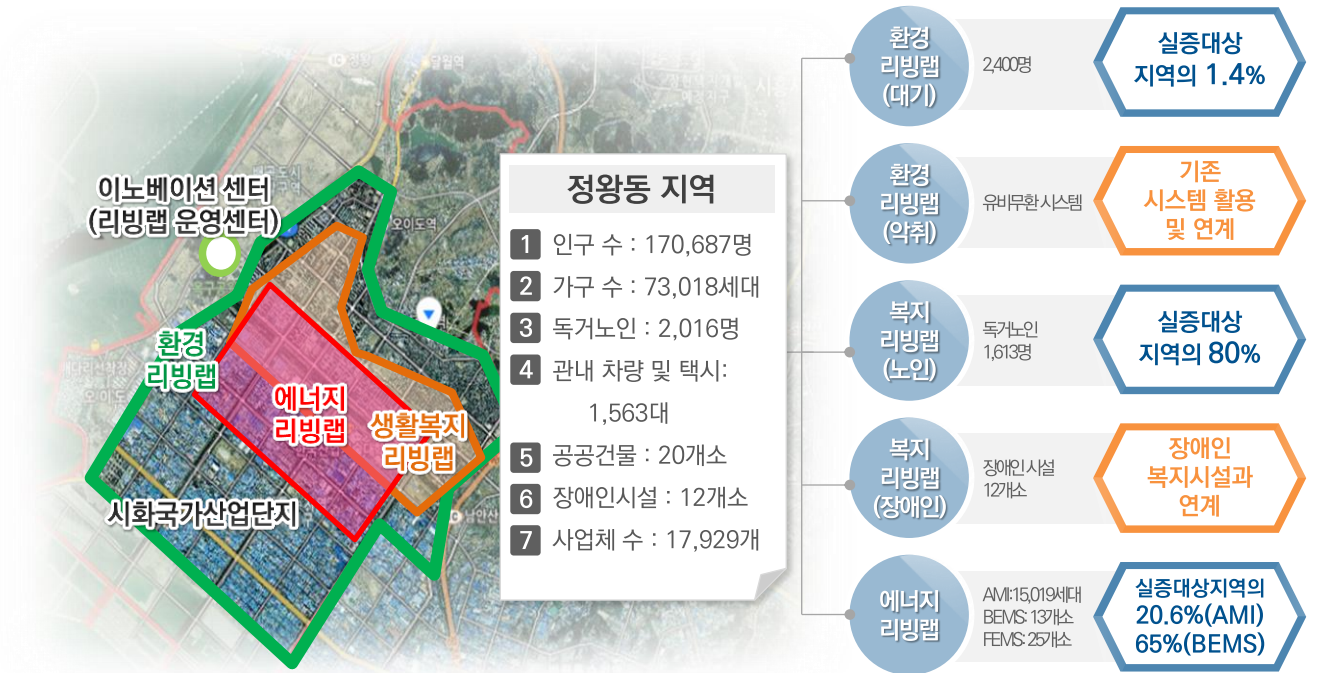 정왕
달월역
이노베이션 센터
(리빙랩 운영센터)
오이도역
환경
리빙랩
에너지
리빙랩
생활복지
리빙랩
시화국가산업단지
남안산
정왕동 지역
1 인구 수 : 170,687명
2 가구 수 : 73,018세대
3 독거노인 : 2,016명
4 관내 차량 및 택시:
1,563대
5 공공건물 : 20개소
6 장애인시설 : 12개소
7 사업체 수 : 17,929개
환경
리빙랩
(대기)
2,400명
실증대상
지역의 1.4%
환경
리빙랩
(악취)
유비무환 시스템
기존
시스템 활용
및 연계
복지
리빙랩
(노인)
독거노인
1,613명
실증대상
지역의 80%
복지
리빙랩
(장애인)
장애인 시설
12개소
장애인
복지시설과
연계
에너지
리빙랩
AMI:15,019세대
BEMS: 13개소
FEMS: 25개소
실증대상지역의
20.6%(AMI)
65%(BEMS)